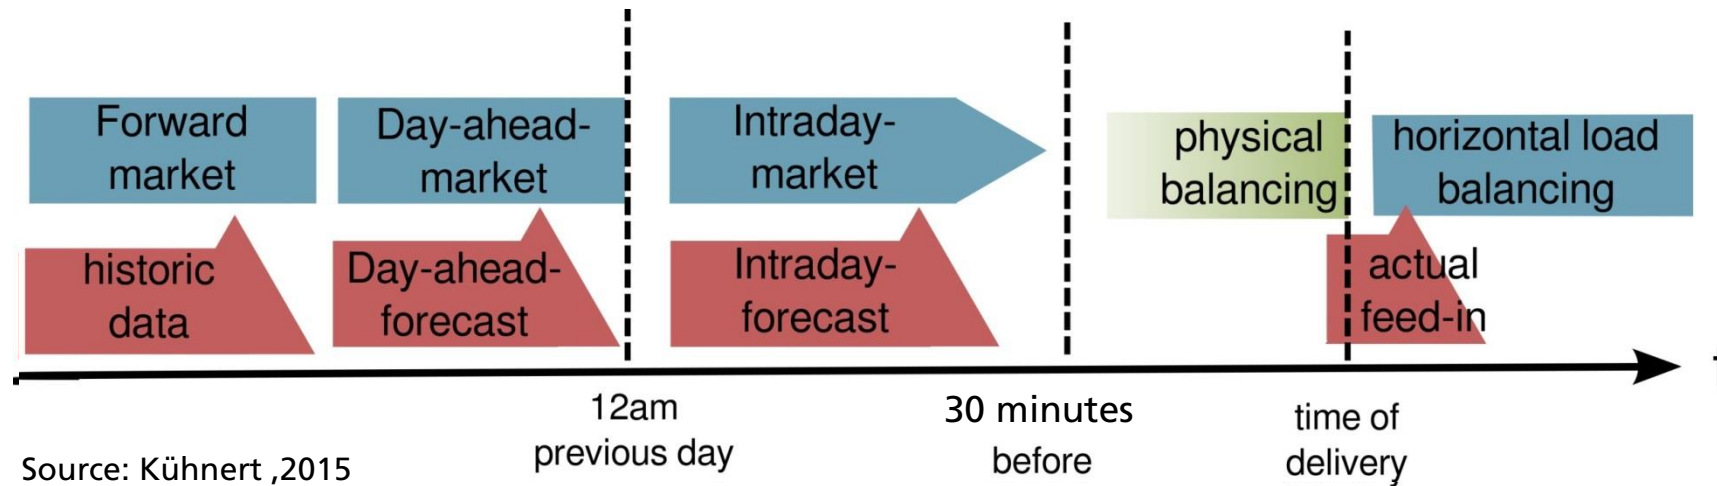 Forward
market
Day-ahead-
market
Intraday-
market
physical
balancing
horizontal load
balancing
historic
data
Day-ahead-
forecast
Intraday-
forecast
actual
feed-in
12am
previous day
30 minutes
before
time of
delivery
Source: Kühnert ,2015